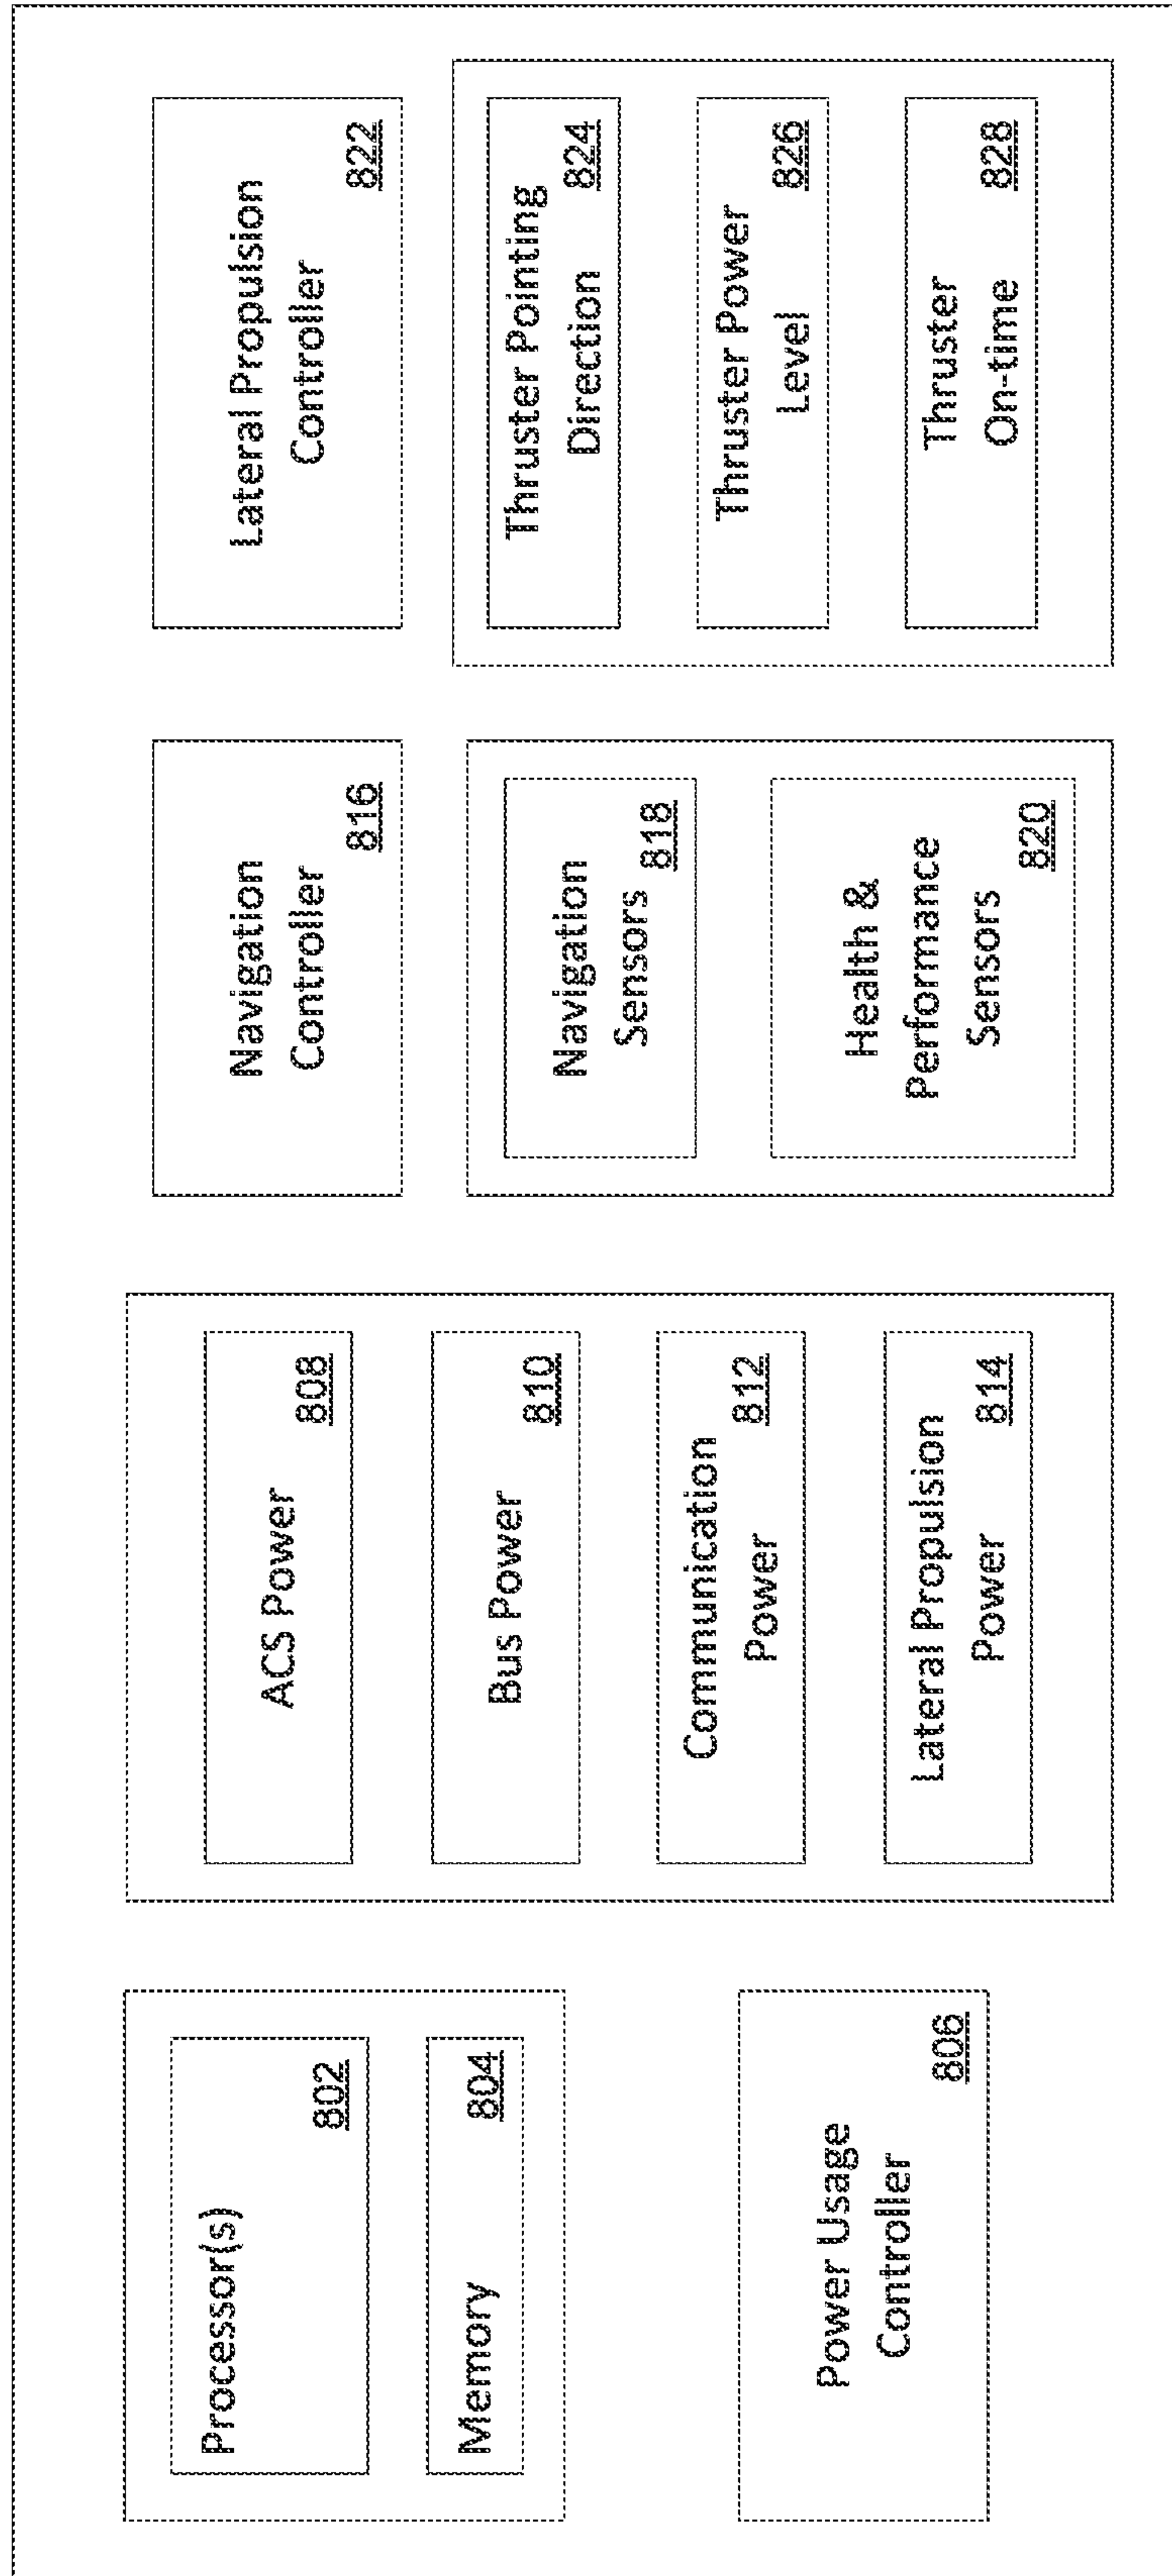 Processor(s)
802
Memory
804
Power Usage
Controller
806
ACS Power
808
Bus Power
810
Communication
Power
812
Lateral Propulsion
Power
814
Navigation
Controller
816
Navigation
Sensors
818
Health &
Performance
Sensors
820
Lateral Propulsion
Controller
822
Thruster Pointing
Direction
824
Thruster Power
Level
826
Thruster
On-time
828